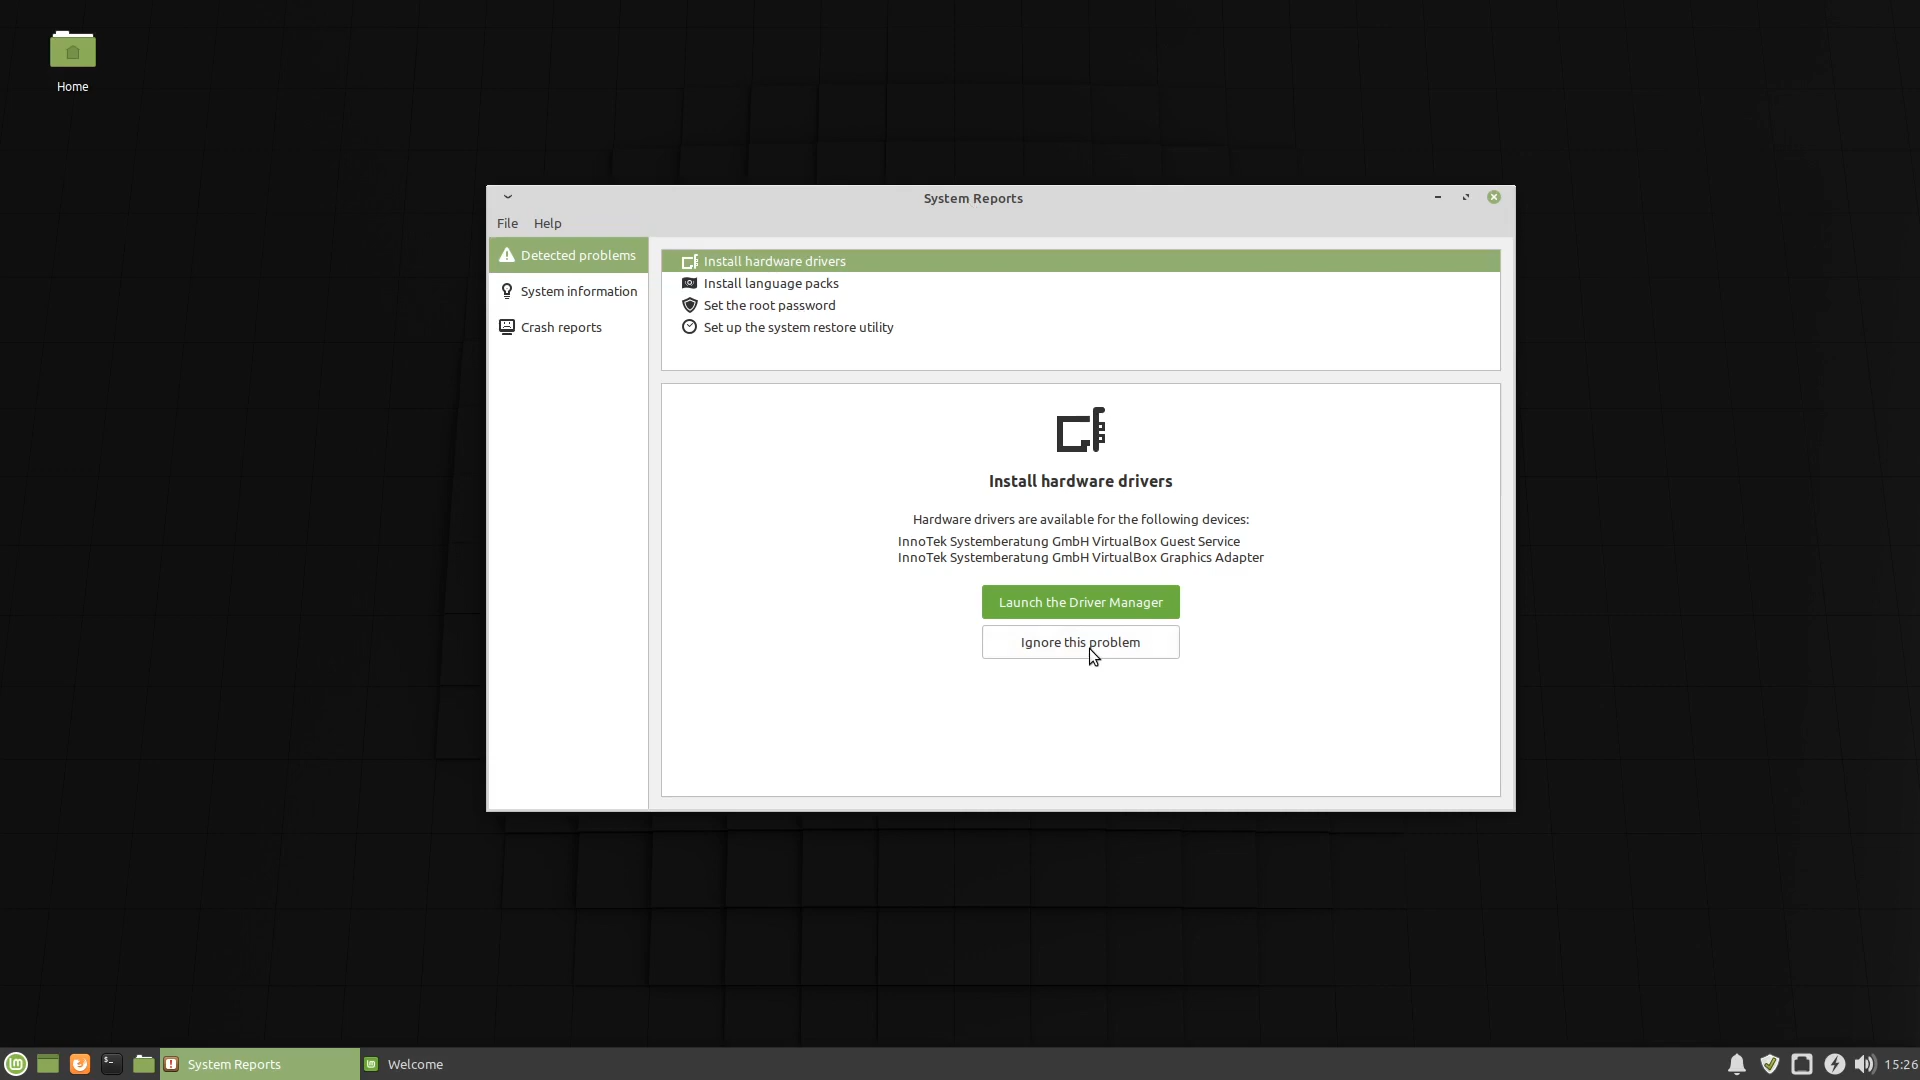 Home
System Reports
File Help
Detected problems
System information
Crash reports
Install hardware drivers
Install language packs
Set the root password
Set up the system restore utility
Install hardware drivers
Hardware drivers are available for the following devices:
InnoTek Systemberatung GmbH VirtualBox Guest Service
InnoTek Systemberatung GmbH VirtualBox Graphics Adapter
Launch the Driver Manager
Ignore this problem
System Reports
Welcome
15:26